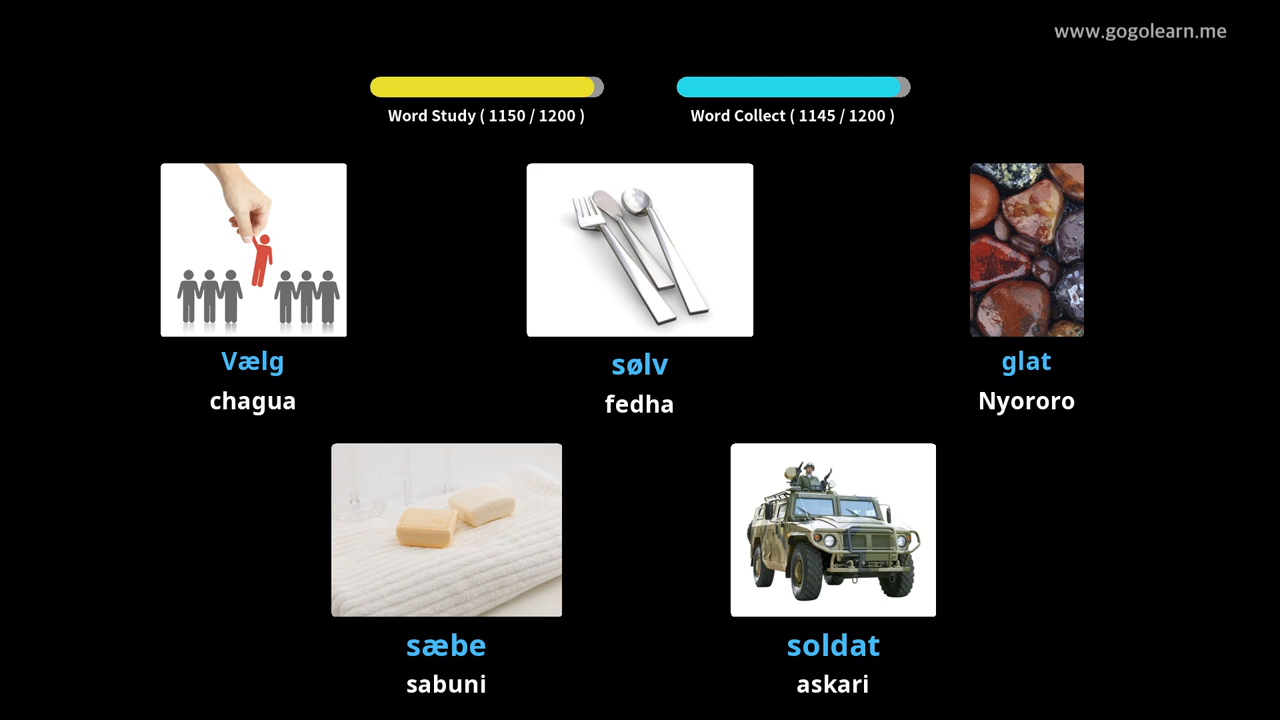 www.gogolearn.me
Word Study ( 1150 / 1200 )
Word Collect ( 1145 / 1200 )
Vælg
chagua
sølv
fedha
glat
Nyororo
sæbe
sabuni
soldat
askari